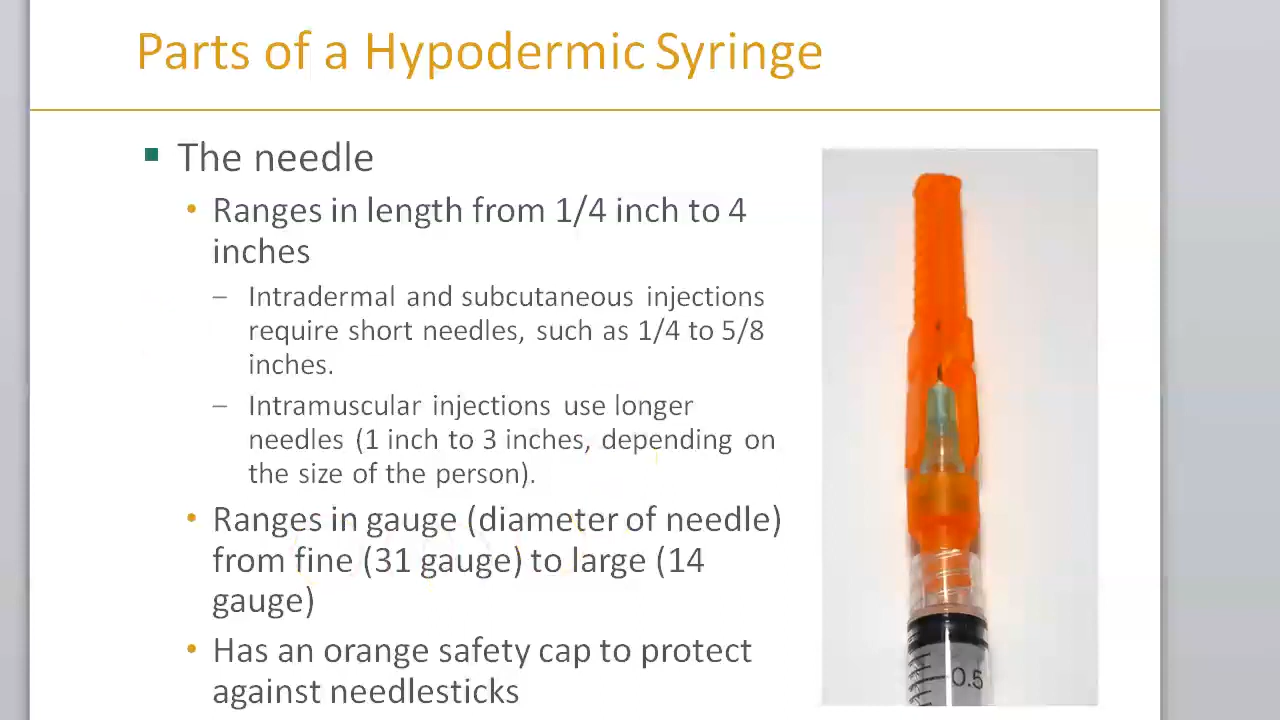 Parts of a Hypodermic Syringe
▪ The needle
• Ranges in length from 1/4 inch to 4
inches
– Intradermal and subcutaneous injections
require short needles, such as 1/4 to 5/8
inches.
– Intramuscular injections use longer
needles (1 inch to 3 inches, depending on
the size of the person).
• Ranges in gauge (diameter of needle)
from fine (31 gauge) to large (14
gauge)
• Has an orange safety cap to protect
against needlesticks
0.5